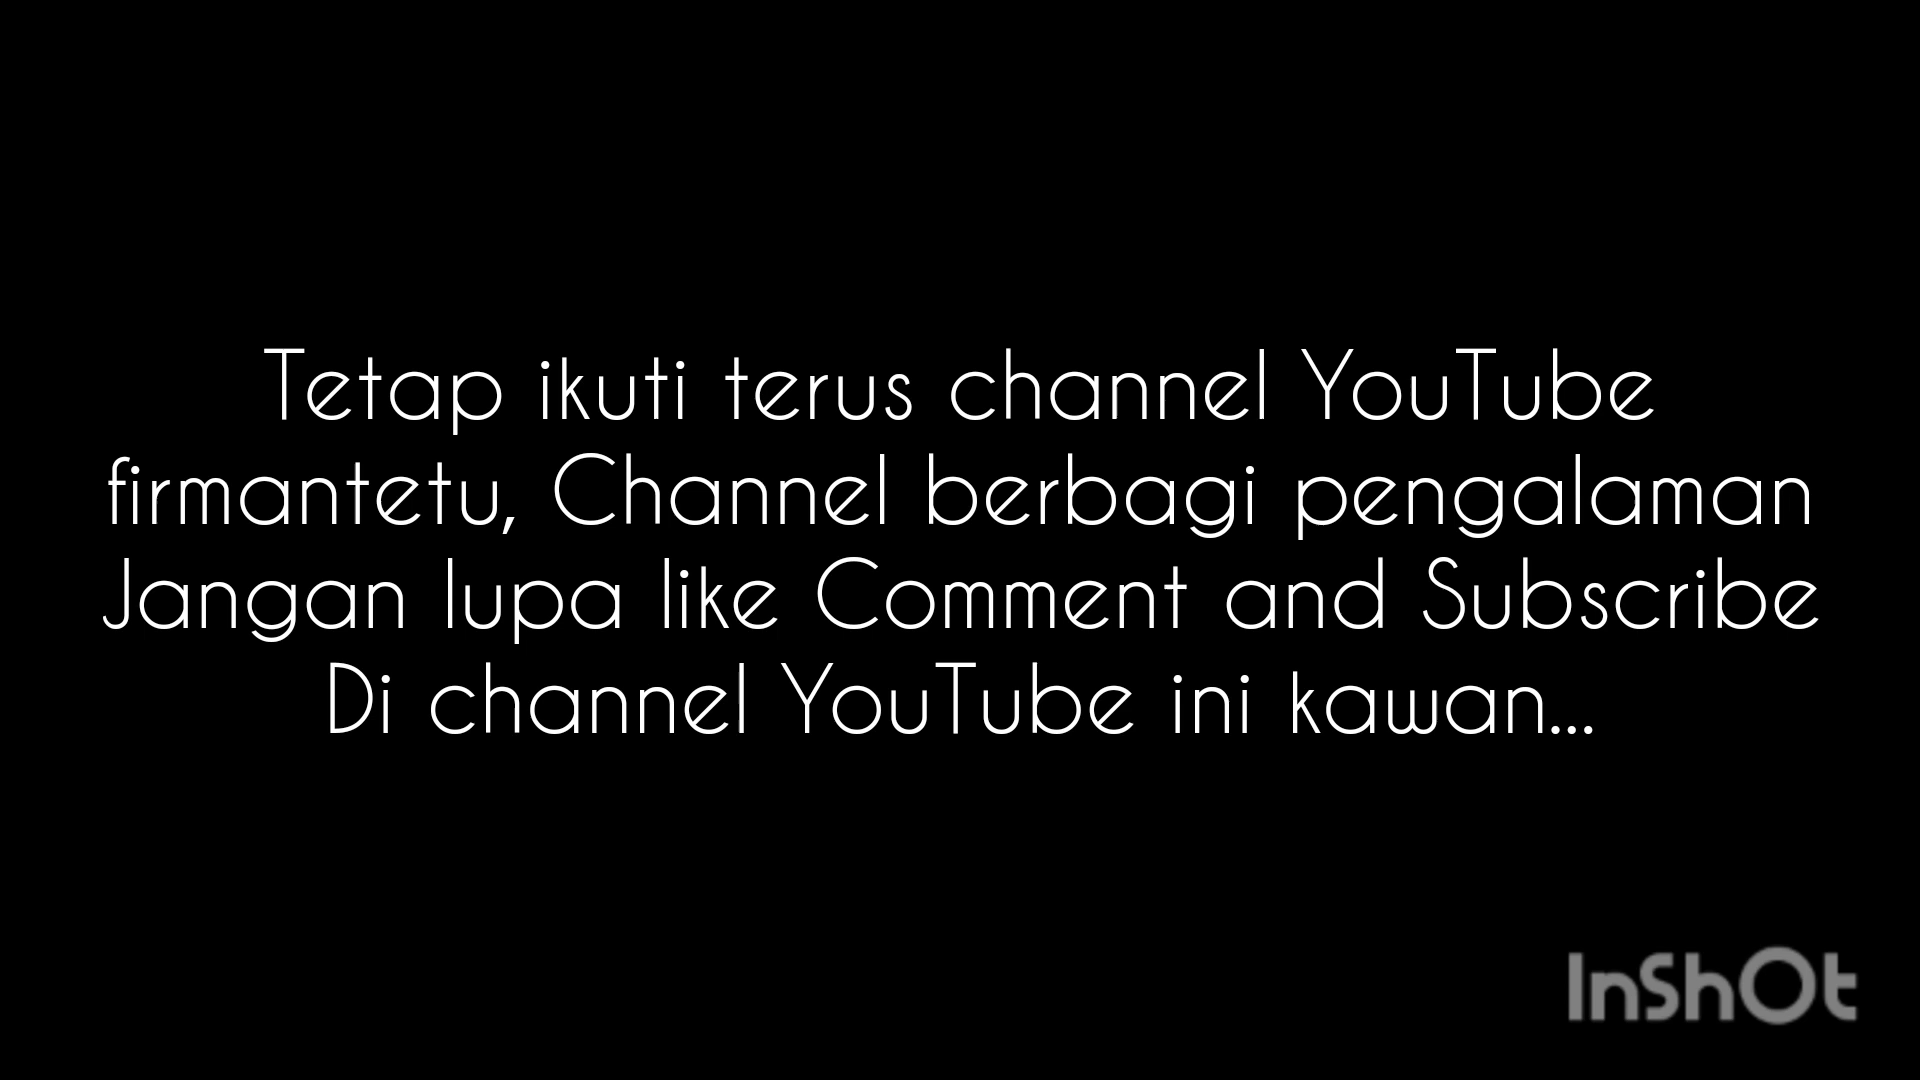 Tetap ikuti terus channel YouTube
firmantetu, Channel berbagi pengalaman
Jangan lupa like Comment and Subscribe
Di channel YouTube ini kawan...
InShOt